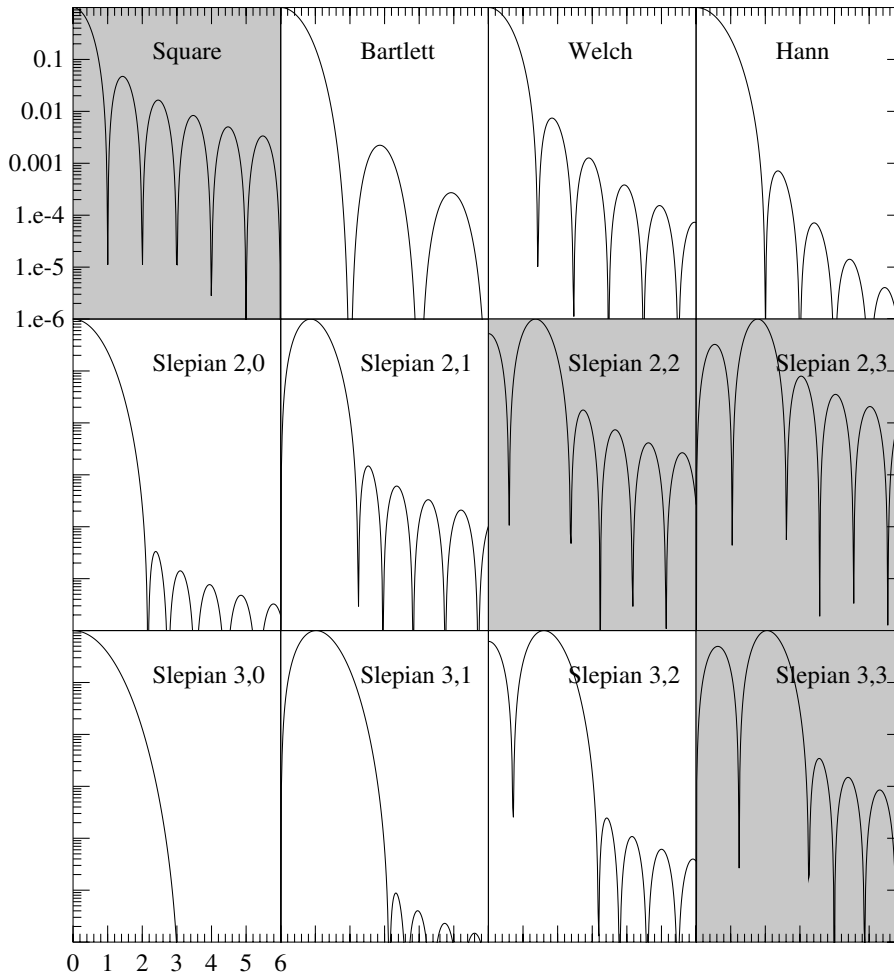 Square Bartlett Welch Hann
0.1
0.01
0.001
1.e-4
1.e-5
1.e-6
Slepian 2,0 Slepian 2,1 Slepian 2,2 Slepian 2,3
Slepian 3,0 Slepian 3,1 Slepian 3,2 Slepian 3,3
0 1 2 3 4 5 6